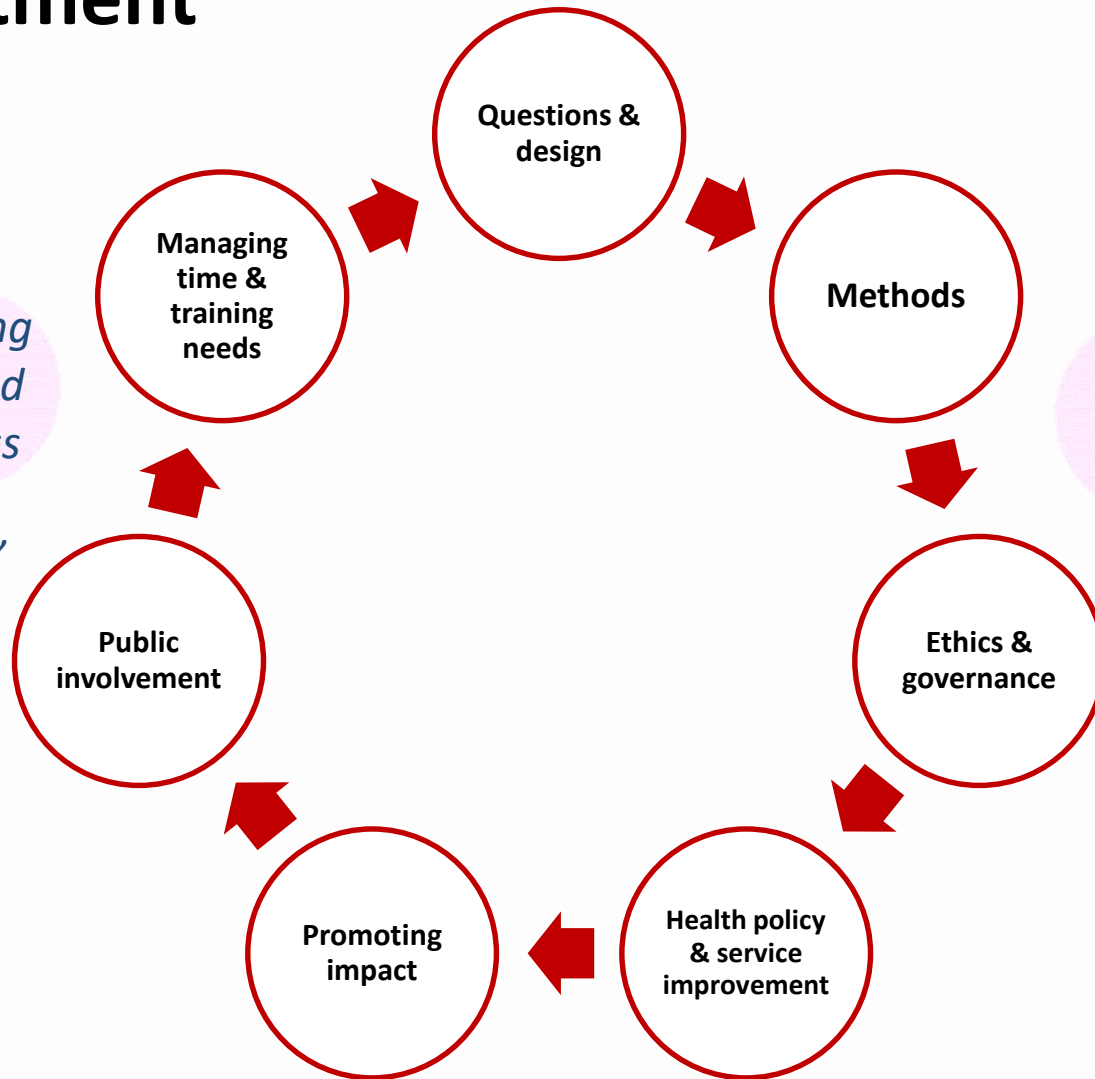 Questions &
design
Methods
Ethics &
governance
Health policy
& service
improvement
Promoting
impact
Public
involvement
Managing
time &
training
needs